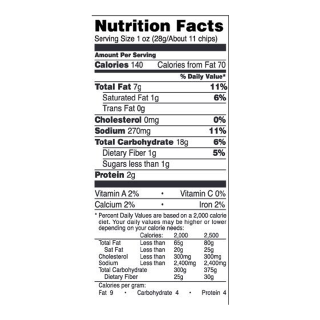 Nutrition Facts
Serving Size 1 oz (28g/About 11 chips)
Amount Per Serving
Calories 140 Calories from Fat 70
% Daily Value*
Total Fat 7g 11%
Saturated Fat 1g 6%
Trans Fat 0g
Cholesterol 0mg 0%
Sodium 270mg 11%
Total Carbohydrate 18g 6%
Dietary Fiber 1g 5%
Sugars less than 1g
Protein 2g
Vitamin A 2% • Vitamin C 0%
Calcium 2% • Iron 2%
* Percent Daily Values are based on a 2,000 calorie
diet. Your daily values may be higher or lower
depending on your calorie needs:
Calories: 2,000 2,500
Total Fat Less than 65g 80g
Sat Fat Less than 20g 25g
Cholesterol Less than 300mg 300mg
Sodium Less than 2,400mg 2,400mg
Total Carbohydrate 300g 375g
Dietary Fiber 25g 30g
Calories per gram:
Fat 9 • Carbohydrate 4 • Protein 4